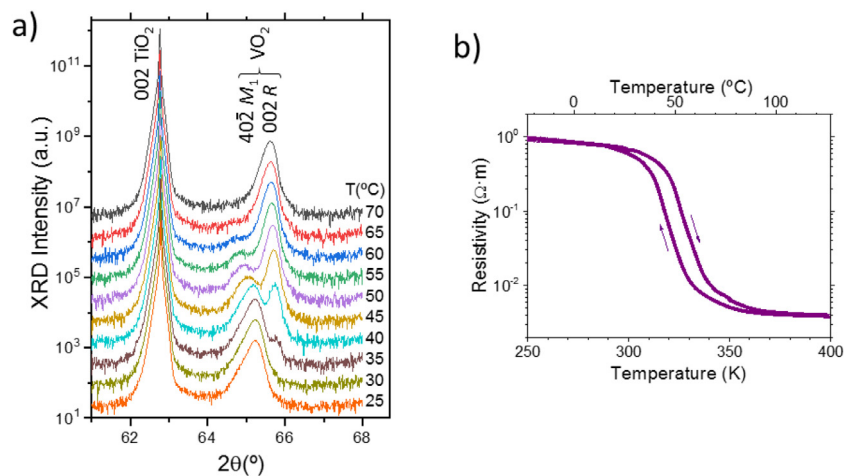 a)
002 TiO2
VO2
402̄ M1
002 R
XRD Intensity (a.u.)
10^11
10^9
10^7
10^5
10^3
10^1
T(ºC)
70
65
60
55
50
45
40
35
30
25
62 64 66 68
2θ(º)
b)
Temperature (ºC)
0 50 100
Resistivity (Ω·m)
10^0
10^-1
10^-2
250 300 350 400
Temperature (K)